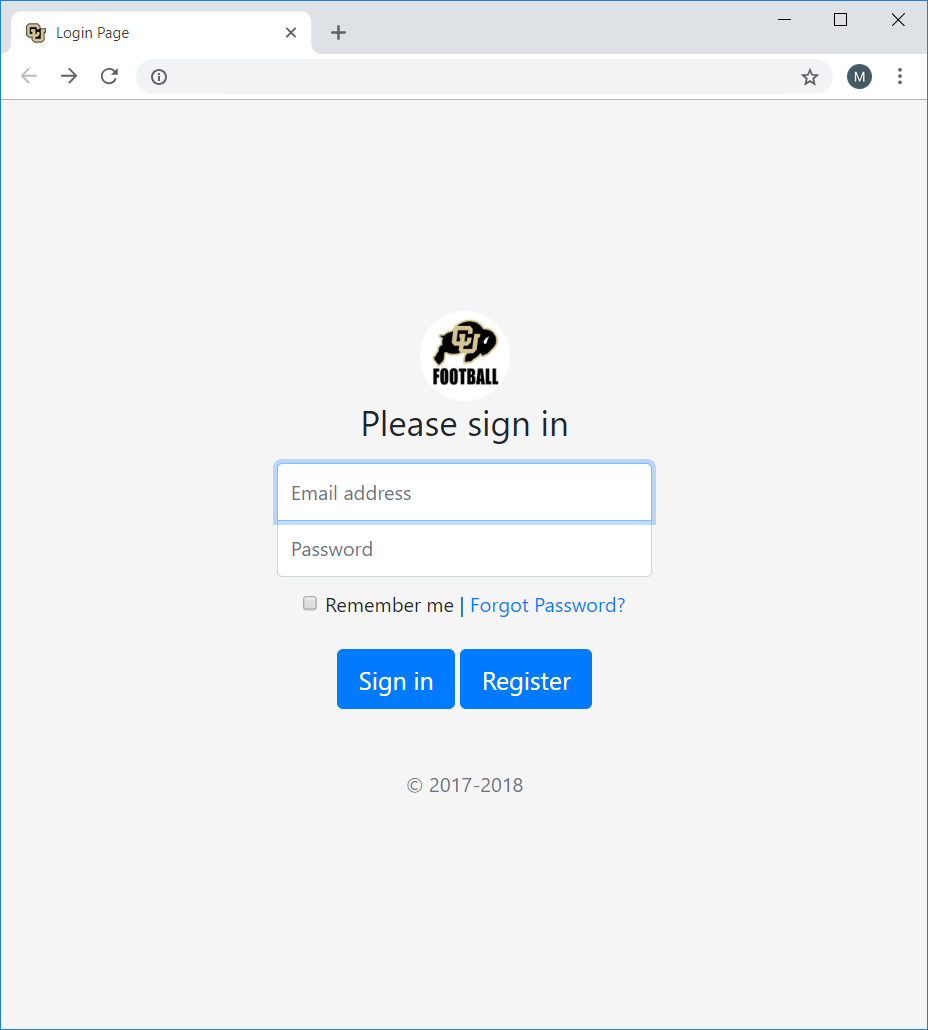 Login Page
M
CU
FOOTBALL
Please sign in
Email address
Password
Remember me | Forgot Password?
Sign in Register
© 2017-2018